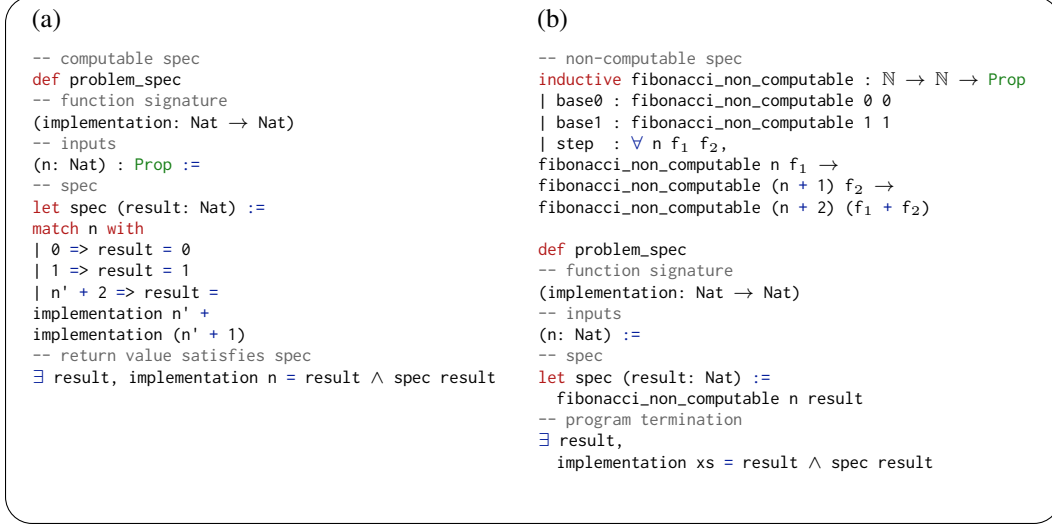 (a)
-- computable spec
def problem_spec
-- function signature
(implementation: Nat → Nat)
-- inputs
(n: Nat) : Prop :=
-- spec
let spec (result: Nat) :=
match n with
| 0 => result = 0
| 1 => result = 1
| n' + 2 => result =
implementation n' +
implementation (n' + 1)
-- return value satisfies spec
∃ result, implementation n = result ∧ spec result
(b)
-- non-computable spec
inductive fibonacci_non_computable : ℕ → ℕ → Prop
| base0 : fibonacci_non_computable 0 0
| base1 : fibonacci_non_computable 1 1
| step  : ∀ n f₁ f₂,
fibonacci_non_computable n f₁ →
fibonacci_non_computable (n + 1) f₂ →
fibonacci_non_computable (n + 2) (f₁ + f₂)
def problem_spec
-- function signature
(implementation: Nat → Nat)
-- inputs
(n: Nat) :=
-- spec
let spec (result: Nat) :=
  fibonacci_non_computable n result
-- program termination
∃ result,
  implementation xs = result ∧ spec result